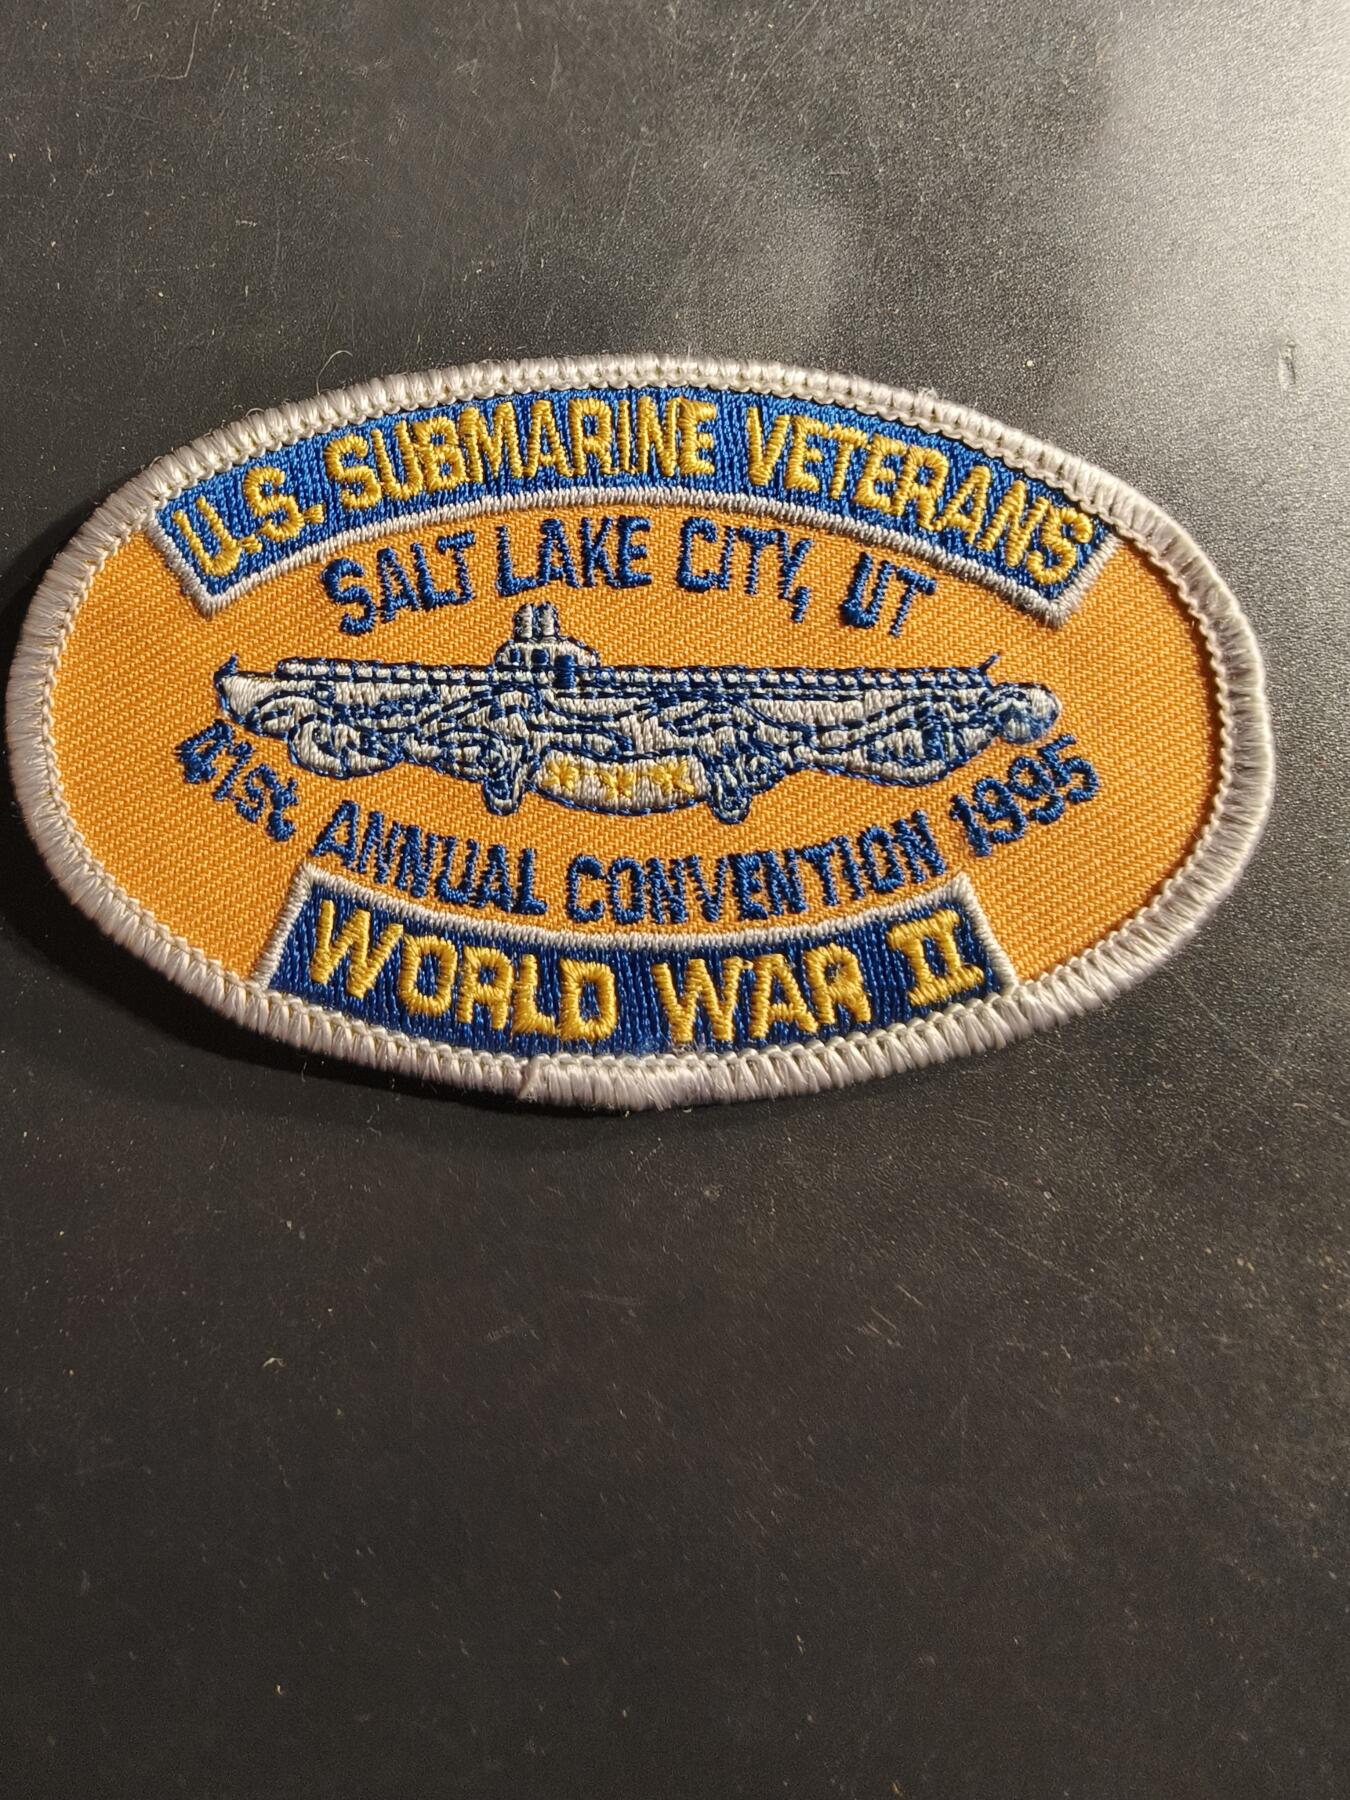 U.S. SUBMARINE VETERANS
SALT LAKE CITY, UT
41st ANNUAL CONVENTION 1995
WORLD WAR II